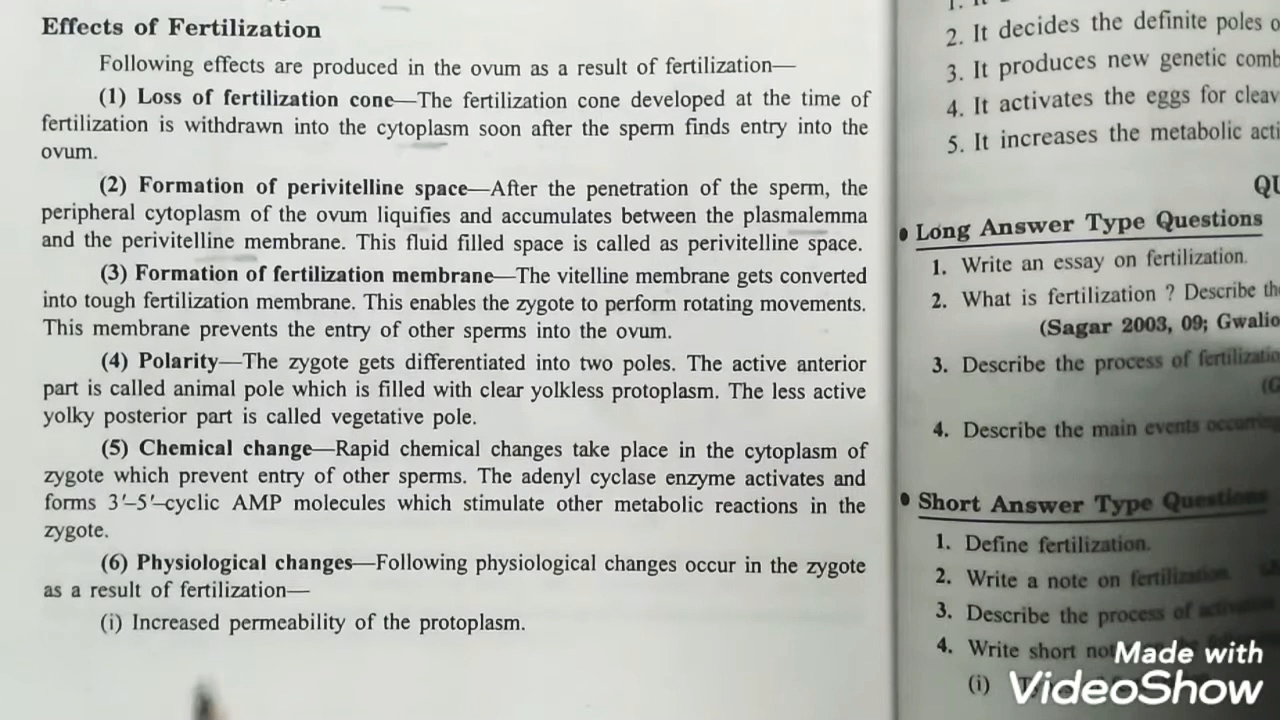 Effects of Fertilization
Following effects are produced in the ovum as a result of fertilization—
(1) Loss of fertilization cone—The fertilization cone developed at the time of
fertilization is withdrawn into the cytoplasm soon after the sperm finds entry into the
ovum.
(2) Formation of perivitelline space—After the penetration of the sperm, the
peripheral cytoplasm of the ovum liquifies and accumulates between the plasmalemma
and the perivitelline membrane. This fluid filled space is called as perivitelline space.
(3) Formation of fertilization membrane—The vitelline membrane gets converted
into tough fertilization membrane. This enables the zygote to perform rotating movements.
This membrane prevents the entry of other sperms into the ovum.
(4) Polarity—The zygote gets differentiated into two poles. The active anterior
part is called animal pole which is filled with clear yolkless protoplasm. The less active
yolky posterior part is called vegetative pole.
(5) Chemical change—Rapid chemical changes take place in the cytoplasm of
zygote which prevent entry of other sperms. The adenyl cyclase enzyme activates and
forms 3′–5′–cyclic AMP molecules which stimulate other metabolic reactions in the
zygote.
(6) Physiological changes—Following physiological changes occur in the zygote
as a result of fertilization—
(i) Increased permeability of the protoplasm.
2. It decides the definite poles
3. It produces new genetic comb
4. It activates the eggs for cleav
5. It increases the metabolic acti
QU
• Long Answer Type Questions
1. Write an essay on fertilization.
2. What is fertilization ? Describe the
(Sagar 2003, 09; Gwalio
3. Describe the process of fertilizatio
4. Describe the main events occurring
• Short Answer Type Questions
1. Define fertilization.
2. Write a note on fertilization
3. Describe the process of
4. Write short not
(i)
Made with
VideoShow